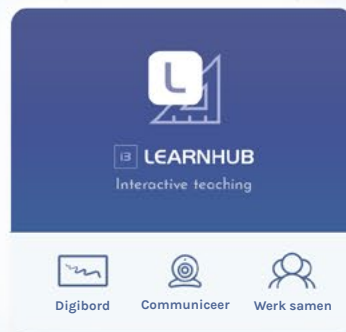 L
i3 LEARNHUB
Interactive teaching
Digibord Communiceer Werk samen